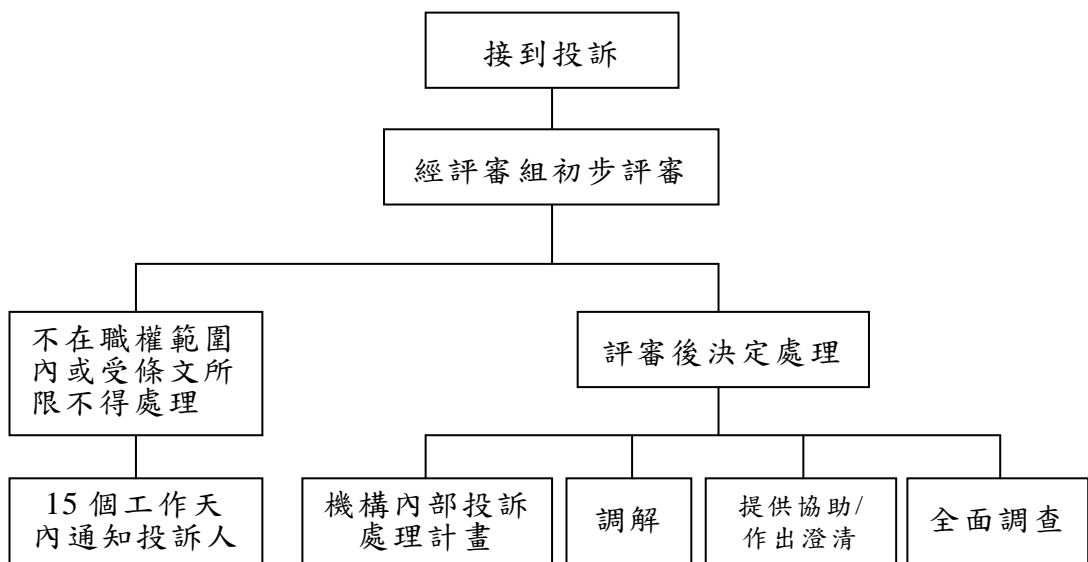 接到投訴
經評審組初步評審
不在職權範圍
內或受條文所
限不得處理
評審後決定處理
15 個工作天
內通知投訴人
機構內部投訴
處理計畫
調解
提供協助/
作出澄清
全面調查